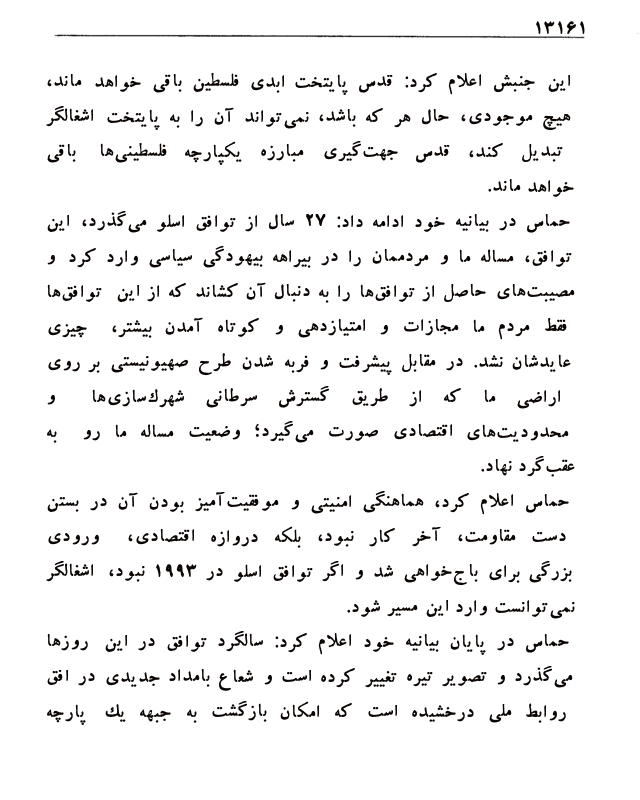 ۱۳۱۶۱
این جنبش اعلام کرد: قدس پایتخت ابدی فلسطین باقی خواهد ماند،
هیچ موجودی، حال هر که باشد، نمی‌تواند آن را به پایتخت اشغالگر
تبدیل کند، قدس جهت‌گیری مبارزه یکپارچه فلسطینی‌ها باقی
خواهد ماند.
حماس در بیانیه خود ادامه داد: ۲۷ سال از توافق اسلو می‌گذرد، این
توافق، مساله ما و مردممان را در بیراهه بیهودگی سیاسی وارد کرد و
مصیبت‌های حاصل از توافق‌ها را به دنبال آن کشاند که از این توافق‌ها
فقط مردم ما مجازات و امتیازدهی و کوتاه آمدن بیشتر، چیزی
عایدشان نشد. در مقابل پیشرفت و فربه شدن طرح صهیونیستی بر روی
اراضی ما که از طریق گسترش سرطانی شهرك‌سازی‌ها و
محدودیت‌های اقتصادی صورت می‌گیرد؛ وضعیت مساله ما رو به
عقب‌گرد نهاد.
حماس اعلام کرد، هماهنگی امنیتی و موفقیت‌آمیز بودن آن در بستن
دست مقاومت، آخر کار نبود، بلکه دروازه اقتصادی، ورودی
بزرگی برای باج‌خواهی شد و اگر توافق اسلو در ۱۹۹۳ نبود، اشغالگر
نمی‌توانست وارد این مسیر شود.
حماس در پایان بیانیه خود اعلام کرد: سالگرد توافق در این روزها
می‌گذرد و تصویر تیره تغییر کرده است و شعاع بامداد جدیدی در افق
روابط ملی درخشیده است که امکان بازگشت به جبهه یك پارچه